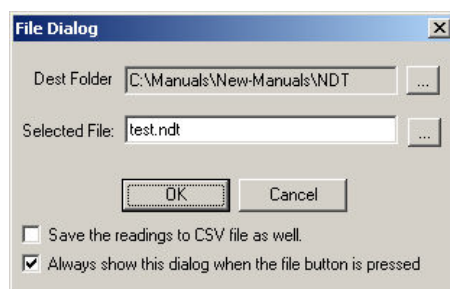 File Dialog
Dest Folder C:\Manuals\New-Manuals\NDT ...
Selected File: test.ndt ...
OK Cancel
Save the readings to CSV file as well.
Always show this dialog when the file button is pressed